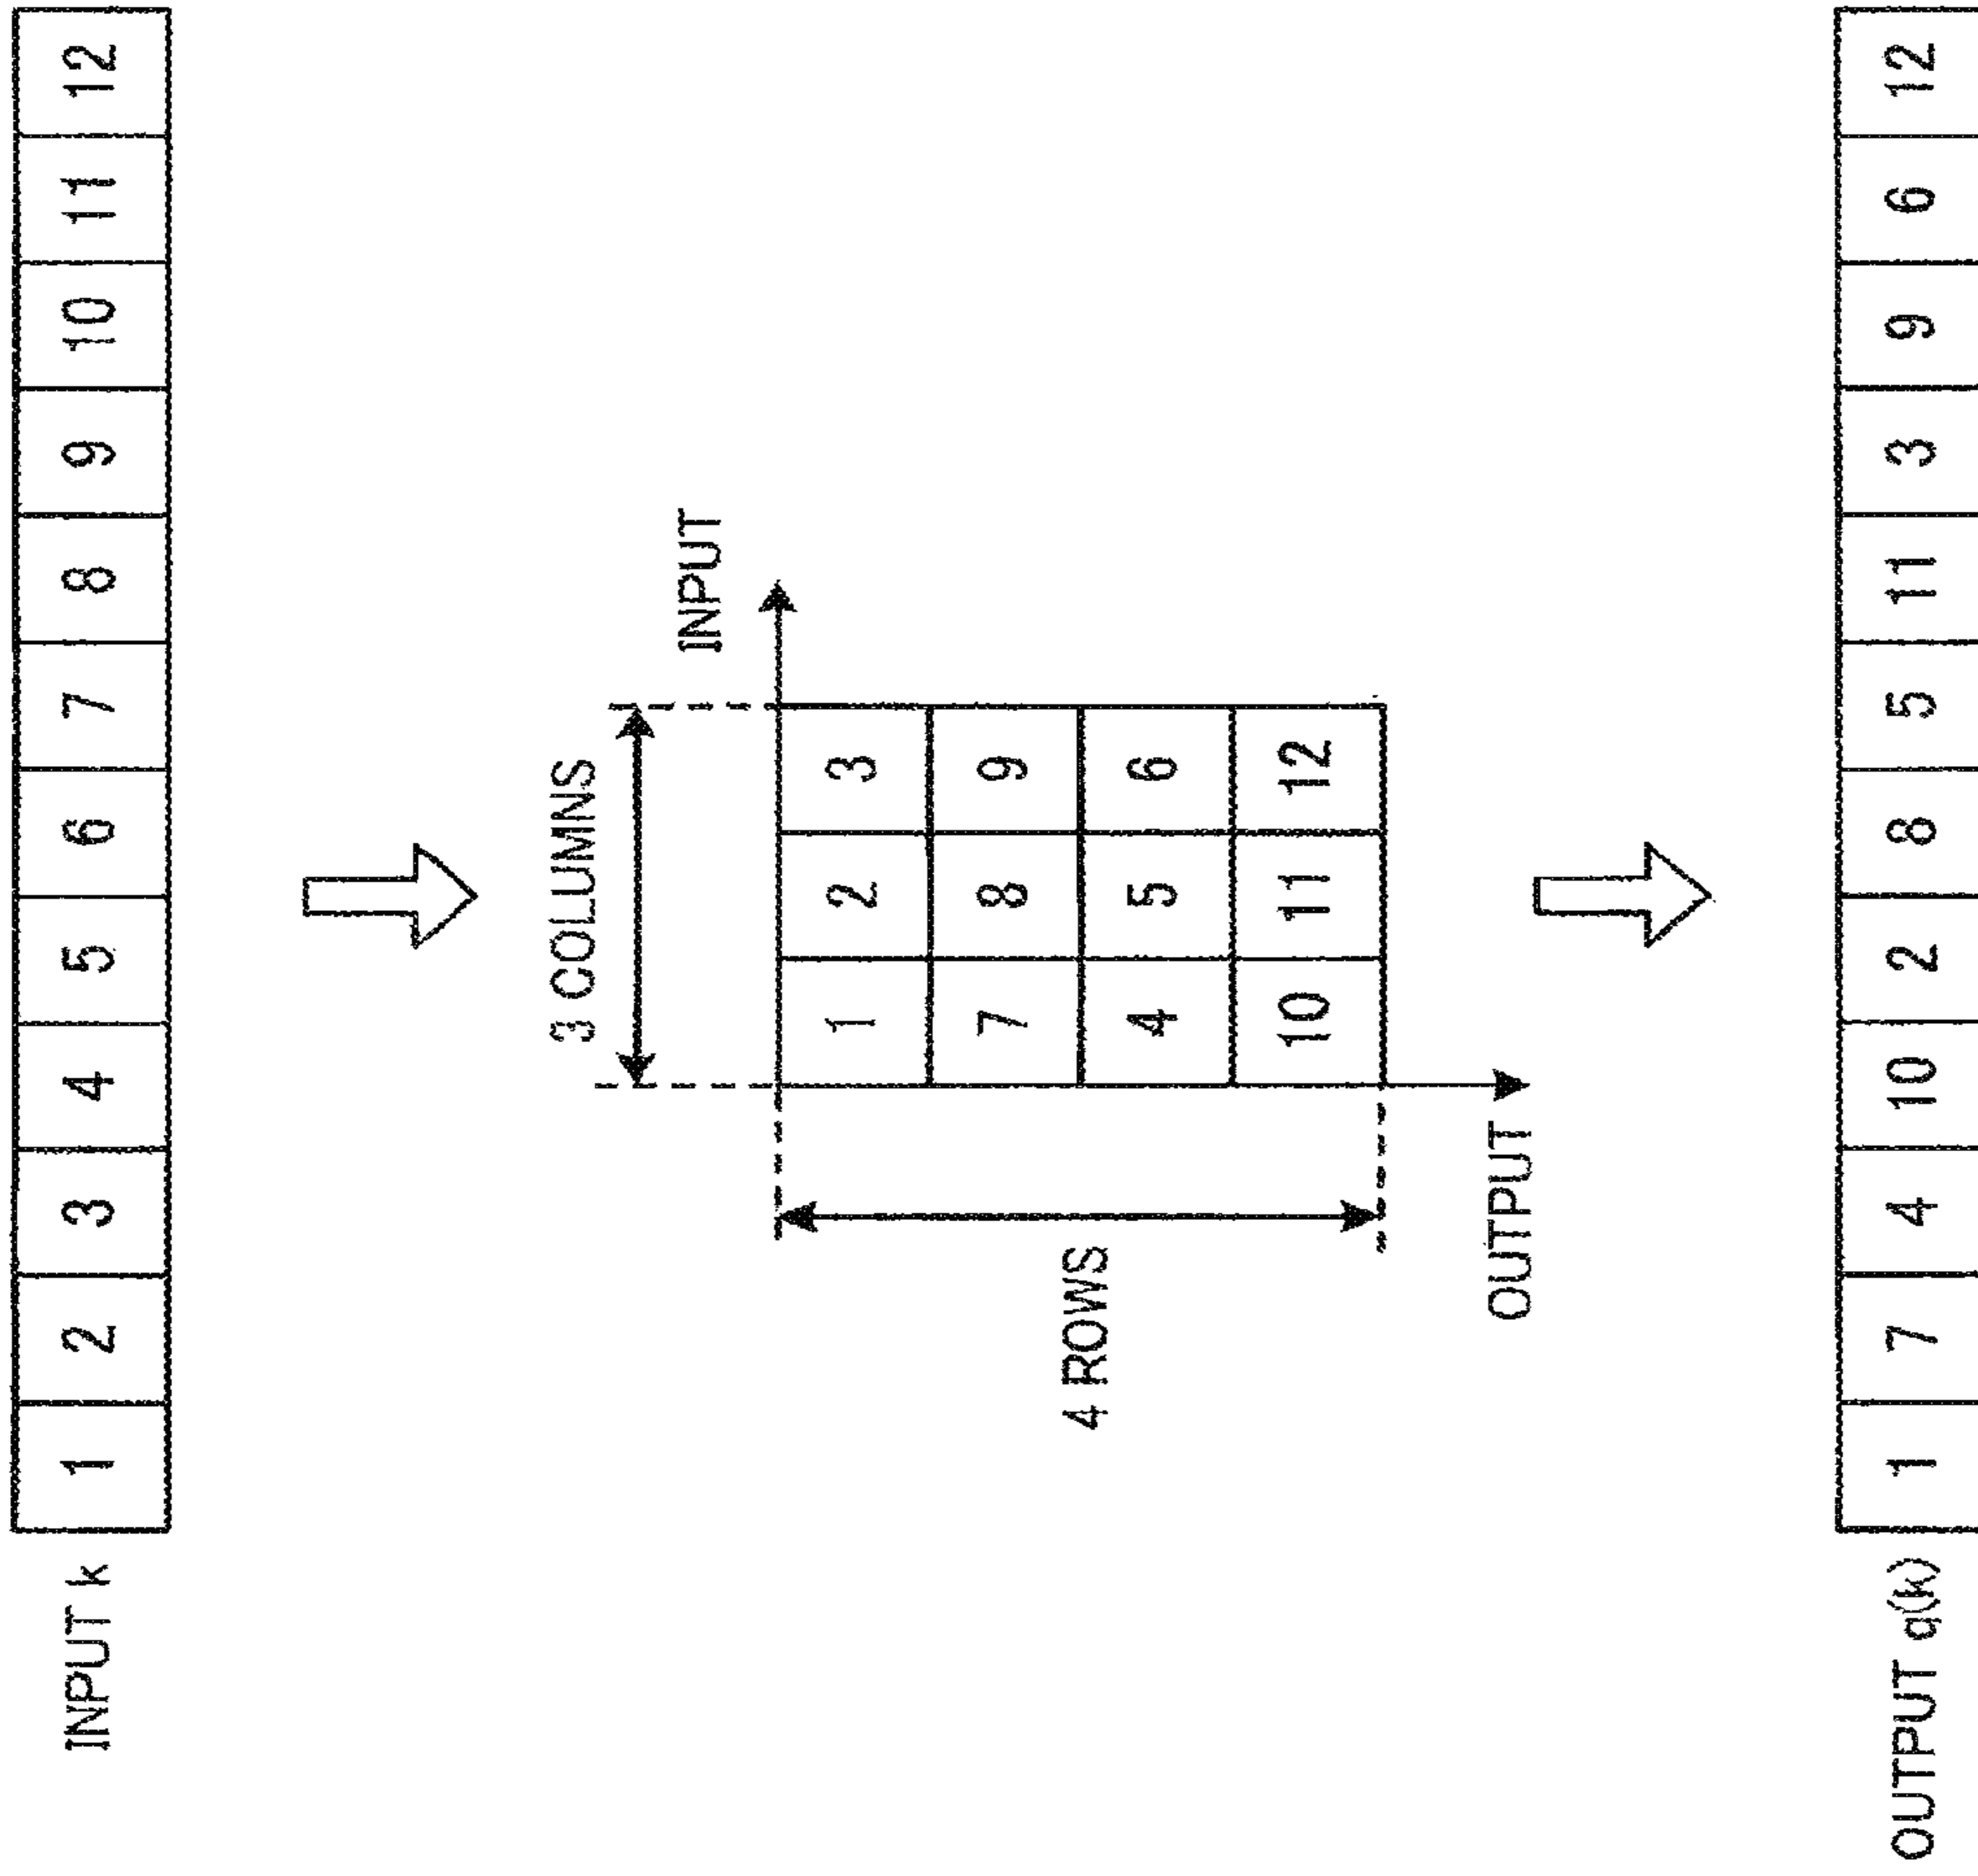 INPUT k 1 2 3 4 5 6 7 8 9 10 11 12
3 COLUMNS
INPUT
4 ROWS
1 2 3
7 8 9
4 5 6
10 11 12
OUTPUT
OUTPUT q(k) 1 7 4 10 2 8 5 11 3 9 6 12